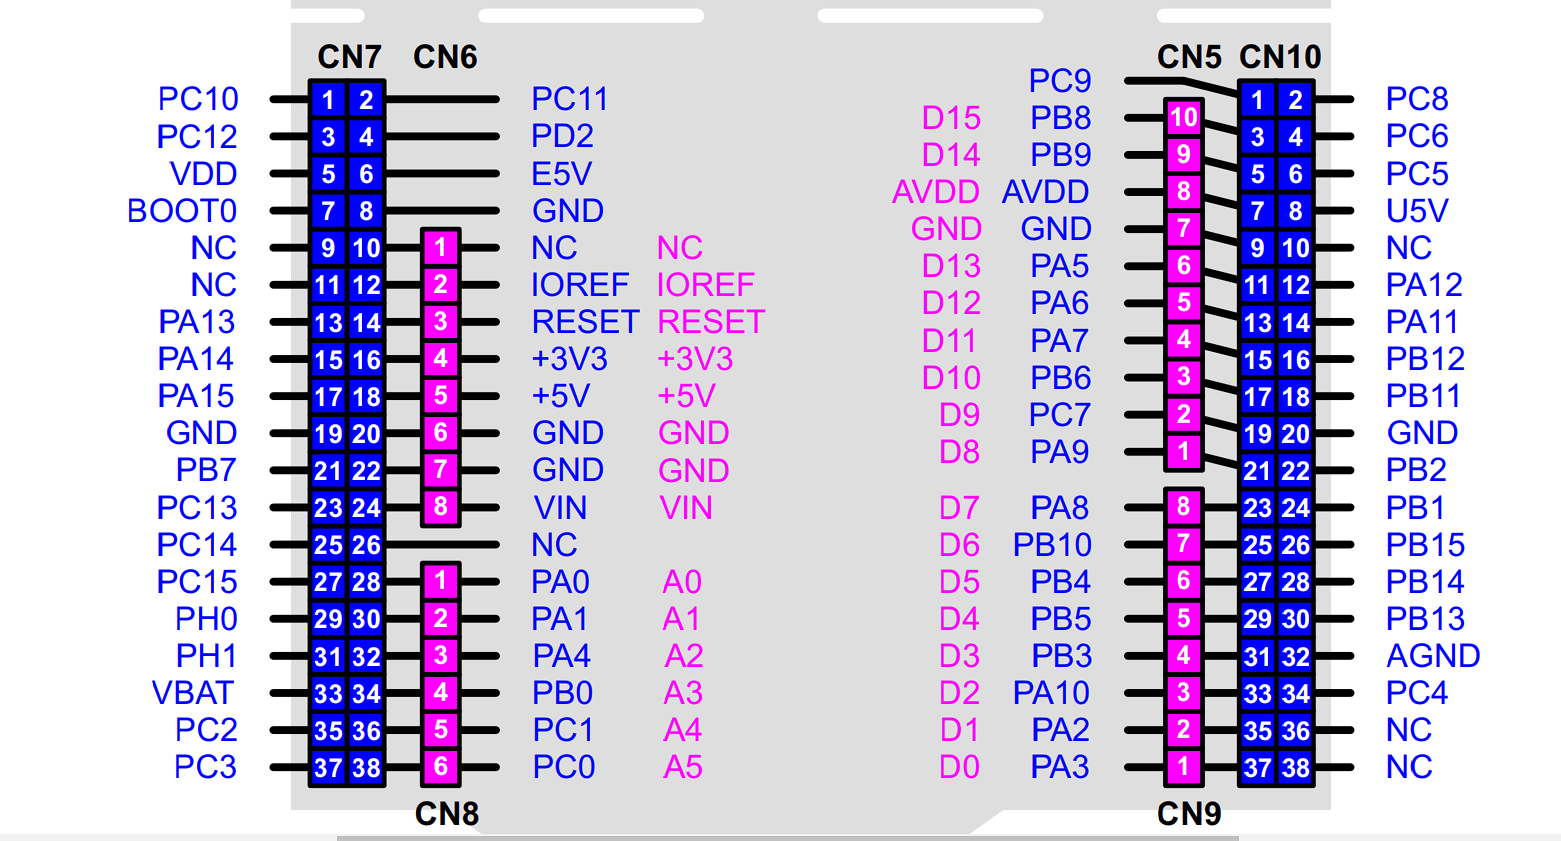 CN7 CN6 CN5 CN10
PC9
PC10 1 2 PC11 1 2 PC8
D15 PB8 10
PC12 3 4 PD2 3 4 PC6
D14 PB9 9
VDD 5 6 E5V 5 6 PC5
AVDD AVDD 8
BOOT0 7 8 GND 7 8 U5V
GND GND 7
NC 9 10 1 NC NC 9 10 NC
D13 PA5 6
NC 11 12 2 IOREF IOREF 11 12 PA12
D12 PA6 5
PA13 13 14 3 RESET RESET 13 14 PA11
D11 PA7 4
PA14 15 16 4 +3V3 +3V3 15 16 PB12
D10 PB6 3
PA15 17 18 5 +5V +5V 17 18 PB11
D9 PC7 2
GND 19 20 6 GND GND 19 20 GND
D8 PA9 1
PB7 21 22 7 GND GND 21 22 PB2
PC13 23 24 8 VIN VIN D7 PA8 8 23 24 PB1
PC14 25 26 NC D6 PB10 7 25 26 PB15
PC15 27 28 1 PA0 A0 D5 PB4 6 27 28 PB14
PH0 29 30 2 PA1 A1 D4 PB5 5 29 30 PB13
PH1 31 32 3 PA4 A2 D3 PB3 4 31 32 AGND
VBAT 33 34 4 PB0 A3 D2 PA10 3 33 34 PC4
PC2 35 36 5 PC1 A4 D1 PA2 2 35 36 NC
PC3 37 38 6 PC0 A5 D0 PA3 1 37 38 NC
CN8 CN9